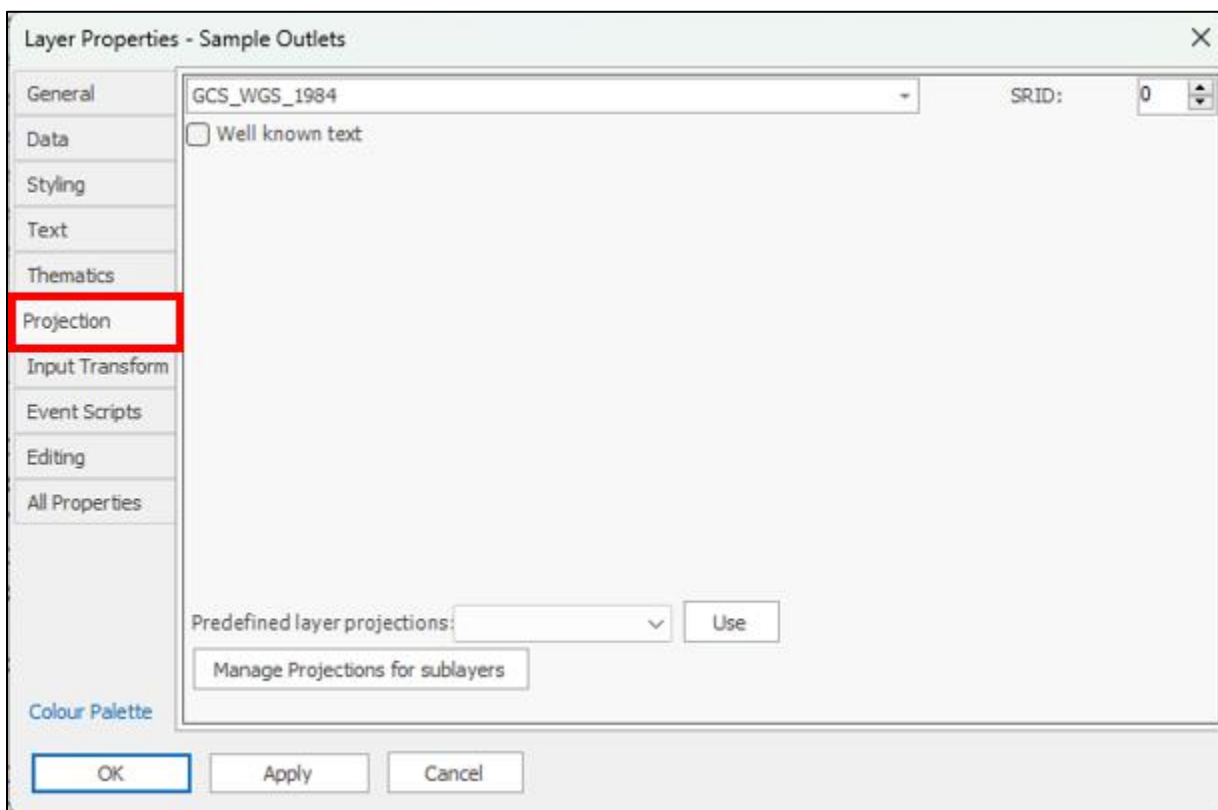 Layer Properties - Sample Outlets
General
Data
Styling
Text
Thematics
Projection
Input Transform
Event Scripts
Editing
All Properties
Colour Palette
GCS_WGS_1984 SRID: 0
Well known text
Predefined layer projections: Use
Manage Projections for sublayers
OK Apply Cancel